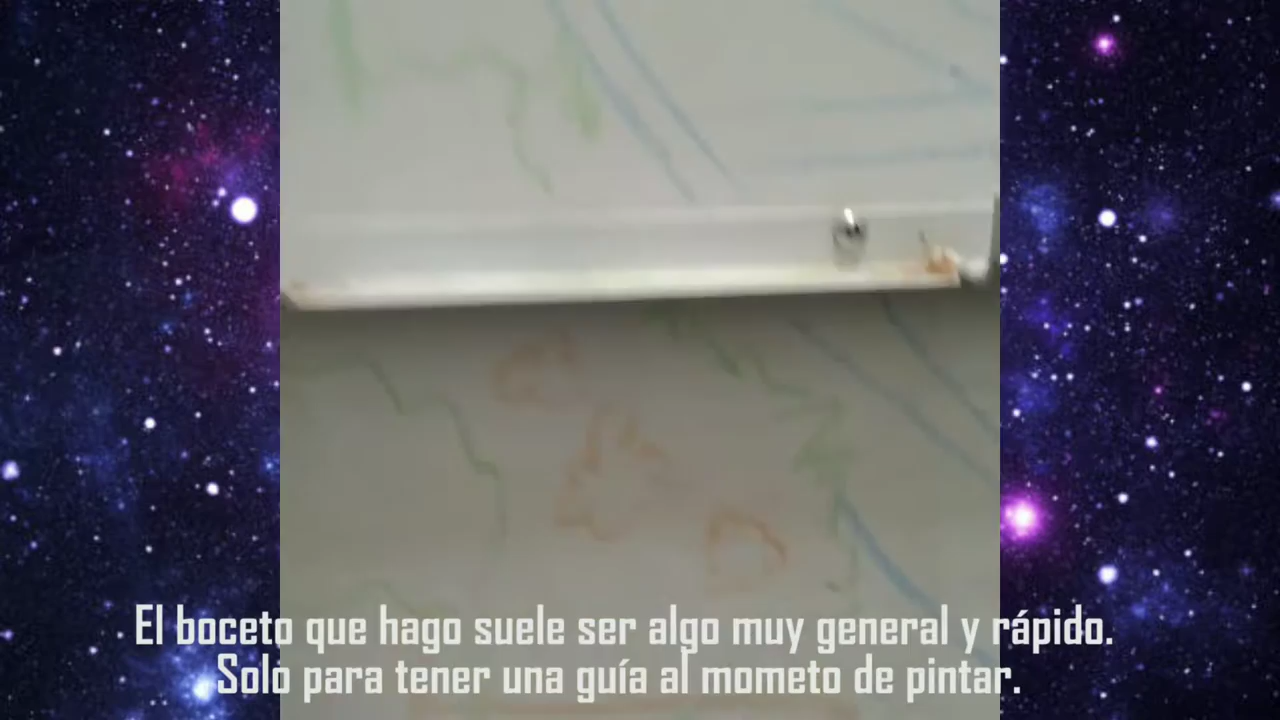 El boceto que hago suele ser algo muy general y rápido.
Solo para tener una guía al mometo de pintar.